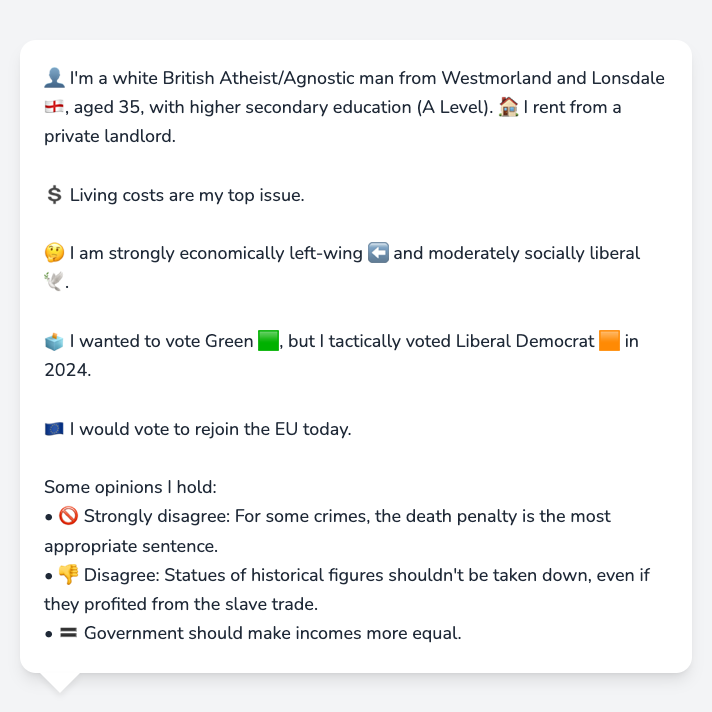 👤 I'm a white British Atheist/Agnostic man from Westmorland and Lonsdale
🏴󠁧󠁢󠁥󠁮󠁧󠁿, aged 35, with higher secondary education (A Level). 🏠 I rent from a
private landlord.
💲 Living costs are my top issue.
🤔 I am strongly economically left-wing ⬅️ and moderately socially liberal
🕊️.
🗳️ I wanted to vote Green 🟩, but I tactically voted Liberal Democrat 🟧 in
2024.
🇪🇺 I would vote to rejoin the EU today.
Some opinions I hold:
• 🚫 Strongly disagree: For some crimes, the death penalty is the most
appropriate sentence.
• 👎 Disagree: Statues of historical figures shouldn't be taken down, even if
they profited from the slave trade.
• 🟰 Government should make incomes more equal.